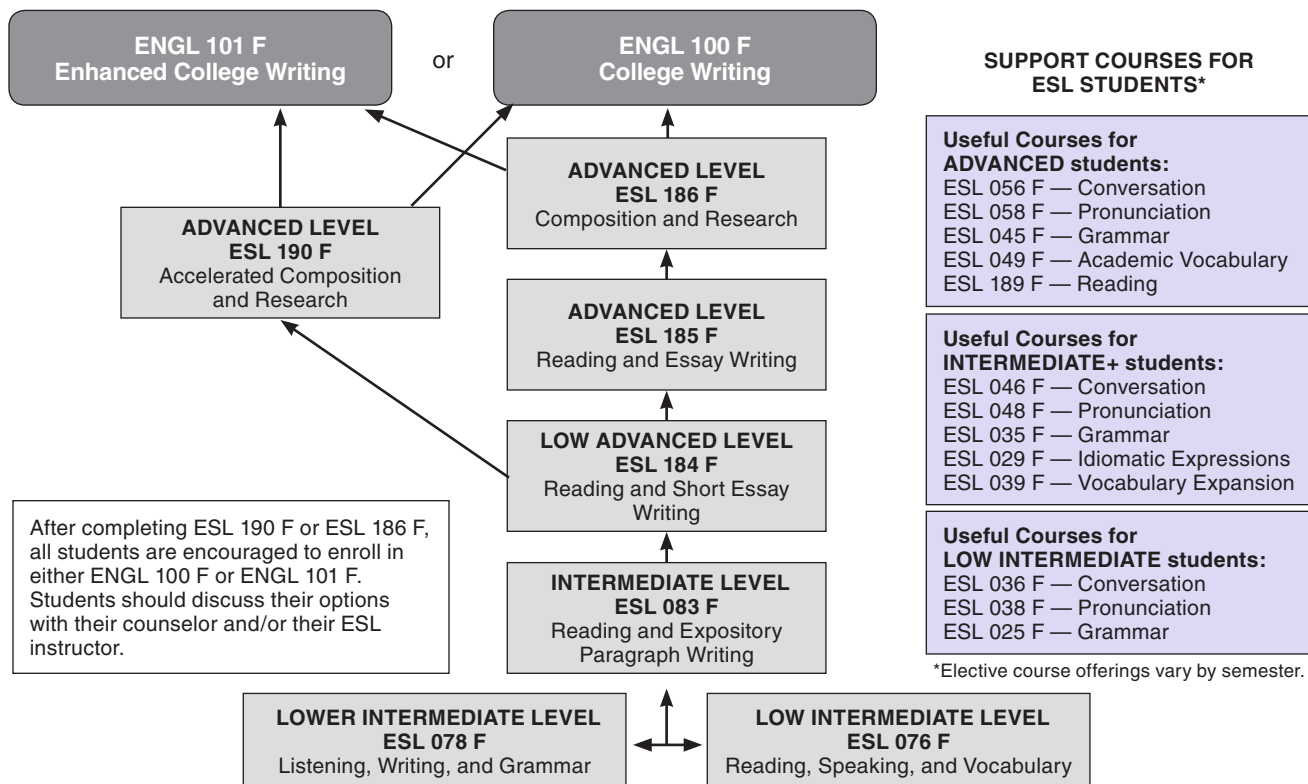 ENGL 101 F
Enhanced College Writing
or
ENGL 100 F
College Writing
ADVANCED LEVEL
ESL 186 F
Composition and Research
ADVANCED LEVEL
ESL 190 F
Accelerated Composition
and Research
ADVANCED LEVEL
ESL 185 F
Reading and Essay Writing
LOW ADVANCED LEVEL
ESL 184 F
Reading and Short Essay
Writing
After completing ESL 190 F or ESL 186 F,
all students are encouraged to enroll in
either ENGL 100 F or ENGL 101 F.
Students should discuss their options
with their counselor and/or their ESL
instructor.
INTERMEDIATE LEVEL
ESL 083 F
Reading and Expository
Paragraph Writing
LOWER INTERMEDIATE LEVEL
ESL 078 F
Listening, Writing, and Grammar
LOW INTERMEDIATE LEVEL
ESL 076 F
Reading, Speaking, and Vocabulary
SUPPORT COURSES FOR
ESL STUDENTS*
Useful Courses for
ADVANCED students:
ESL 056 F — Conversation
ESL 058 F — Pronunciation
ESL 045 F — Grammar
ESL 049 F — Academic Vocabulary
ESL 189 F — Reading
Useful Courses for
INTERMEDIATE+ students:
ESL 046 F — Conversation
ESL 048 F — Pronunciation
ESL 035 F — Grammar
ESL 029 F — Idiomatic Expressions
ESL 039 F — Vocabulary Expansion
Useful Courses for
LOW INTERMEDIATE students:
ESL 036 F — Conversation
ESL 038 F — Pronunciation
ESL 025 F — Grammar
*Elective course offerings vary by semester.